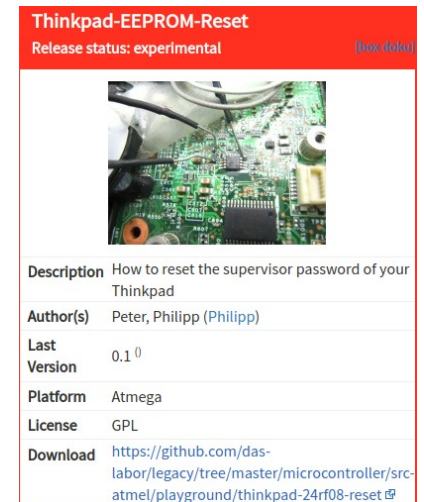 Thinkpad-EEPROM-Reset
Release status: experimental [box doku]
Description How to reset the supervisor password of your
Thinkpad
Author(s) Peter, Philipp (Philipp)
Last
Version 0.1 ()
Platform Atmega
License GPL
Download https://github.com/das-
labor/legacy/tree/master/microcontroller/src-
atmel/playground/thinkpad-24rf08-reset